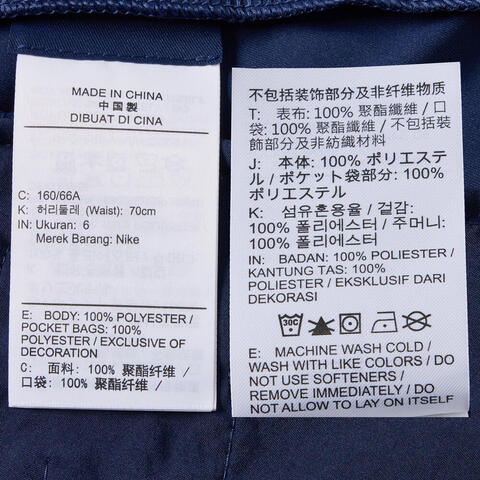 MADE IN CHINA
中国製
DIBUAT DI CINA
C: 160/66A
K: 허리둘레 (Waist): 70cm
IN: Ukuran: 6
Merek Barang: Nike
E: BODY: 100% POLYESTER /
POCKET BAGS: 100%
POLYESTER / EXCLUSIVE OF
DECORATION
C: 面料: 100% 聚酯纤维 /
口袋: 100% 聚酯纤维 /
不包括装饰部分及非纤维物质
T: 表布: 100% 聚酯纖維 / 口
袋: 100% 聚酯纖維 / 不包括裝
飾部分及非紡織材料
J: 本体: 100% ポリエステ
ル / ポケット袋部分: 100%
ポリエステル
K: 섬유혼용율 / 겉감:
100% 폴리에스터 / 주머니:
100% 폴리에스터
IN: BADAN: 100% POLIESTER /
KANTUNG TAS: 100%
POLIESTER / EKSKLUSIF DARI
DEKORASI
30C
E: MACHINE WASH COLD /
WASH WITH LIKE COLORS / DO
NOT USE SOFTENERS /
REMOVE IMMEDIATELY / DO
NOT ALLOW TO LAY ON ITSELF